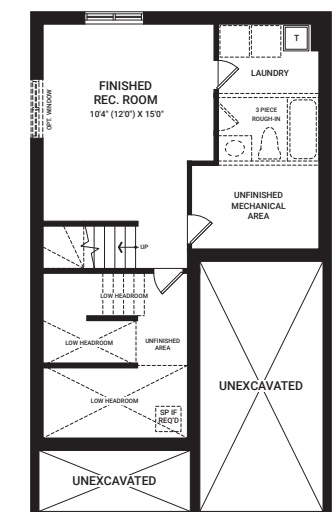 T
LAUNDRY
FINISHED
REC. ROOM
10'4" (12'0") X 15'0"
OPT. WINDOW
3 PIECE
ROUGH-IN
UNFINISHED
MECHANICAL
AREA
UP
LOW HEADROOM
LOW HEADROOM
UNFINISHED
AREA
LOW HEADROOM
SP IF
REQ'D
UNEXCAVATED
UNEXCAVATED